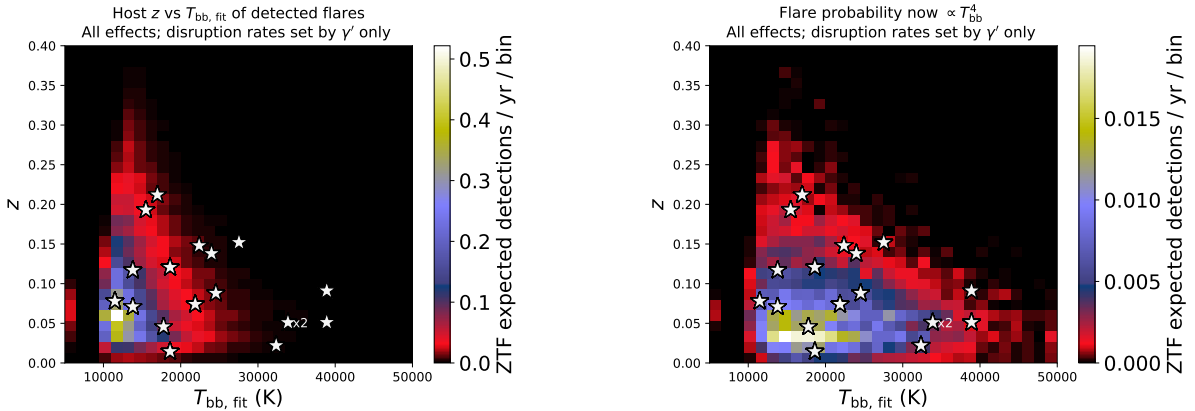 Host z vs T_bb, fit of detected flares
All effects; disruption rates set by γ′ only
0.40
0.35
0.30
0.25
0.20
0.15
0.10
0.05
0.00
z
10000 20000 30000 40000 50000
T_bb, fit (K)
x2
0.5
0.4
0.3
0.2
0.1
0.0
ZTF expected detections / yr / bin
Flare probability now ∝ T_bb^4
All effects; disruption rates set by γ′ only
0.40
0.35
0.30
0.25
0.20
0.15
0.10
0.05
0.00
z
10000 20000 30000 40000 50000
T_bb, fit (K)
x2
0.015
0.010
0.005
0.000
ZTF expected detections / yr / bin